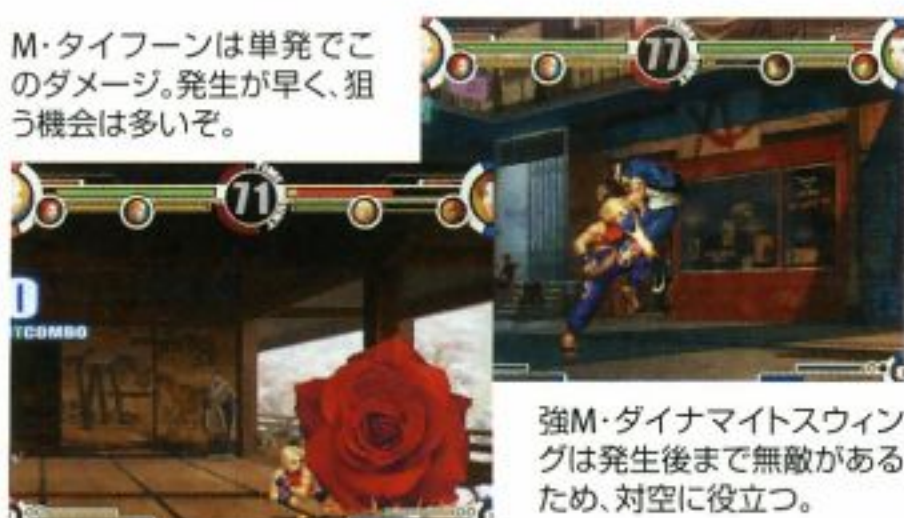 M・タイフーンは単発でこ
のダメージ。発生が早く、狙
う機会は多いぞ。
77
71
TCOMBO
強M・ダイナマイトスウィン
グは発生後まで無敵がある
ため、対空に役立つ。